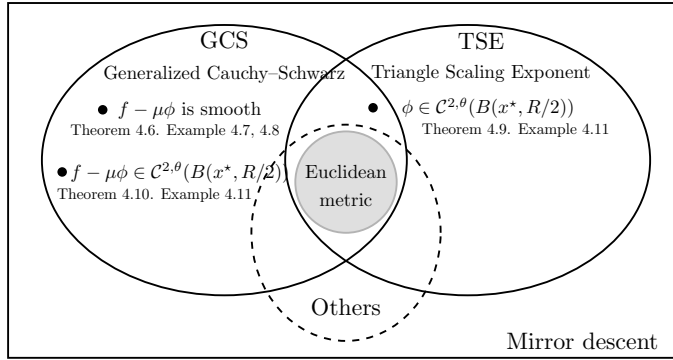 GCS
Generalized Cauchy–Schwarz
● f − μϕ is smooth
Theorem 4.6. Example 4.7, 4.8
● f − μϕ ∈ C^{2,θ}(B(x⋆, R/2))
Theorem 4.10. Example 4.11
TSE
Triangle Scaling Exponent
● ϕ ∈ C^{2,θ}(B(x⋆, R/2))
Theorem 4.9. Example 4.11
Euclidean
metric
Others
Mirror descent